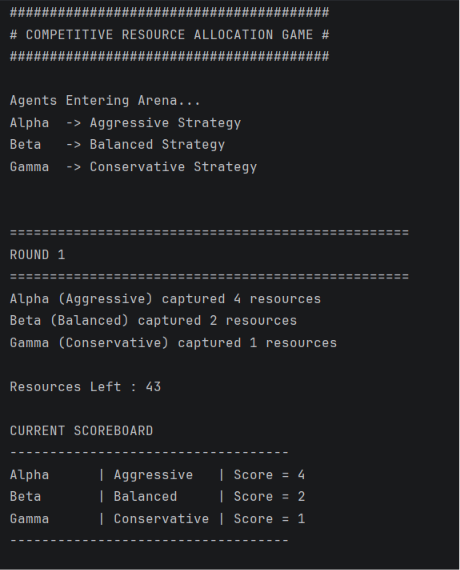 ########################################
# COMPETITIVE RESOURCE ALLOCATION GAME #
########################################
Agents Entering Arena...
Alpha  -> Aggressive Strategy
Beta   -> Balanced Strategy
Gamma  -> Conservative Strategy
==================================================
ROUND 1
==================================================
Alpha (Aggressive) captured 4 resources
Beta (Balanced) captured 2 resources
Gamma (Conservative) captured 1 resources
Resources Left : 43
CURRENT SCOREBOARD
-----------------------------------
Alpha      | Aggressive   | Score = 4
Beta       | Balanced     | Score = 2
Gamma      | Conservative | Score = 1
-----------------------------------